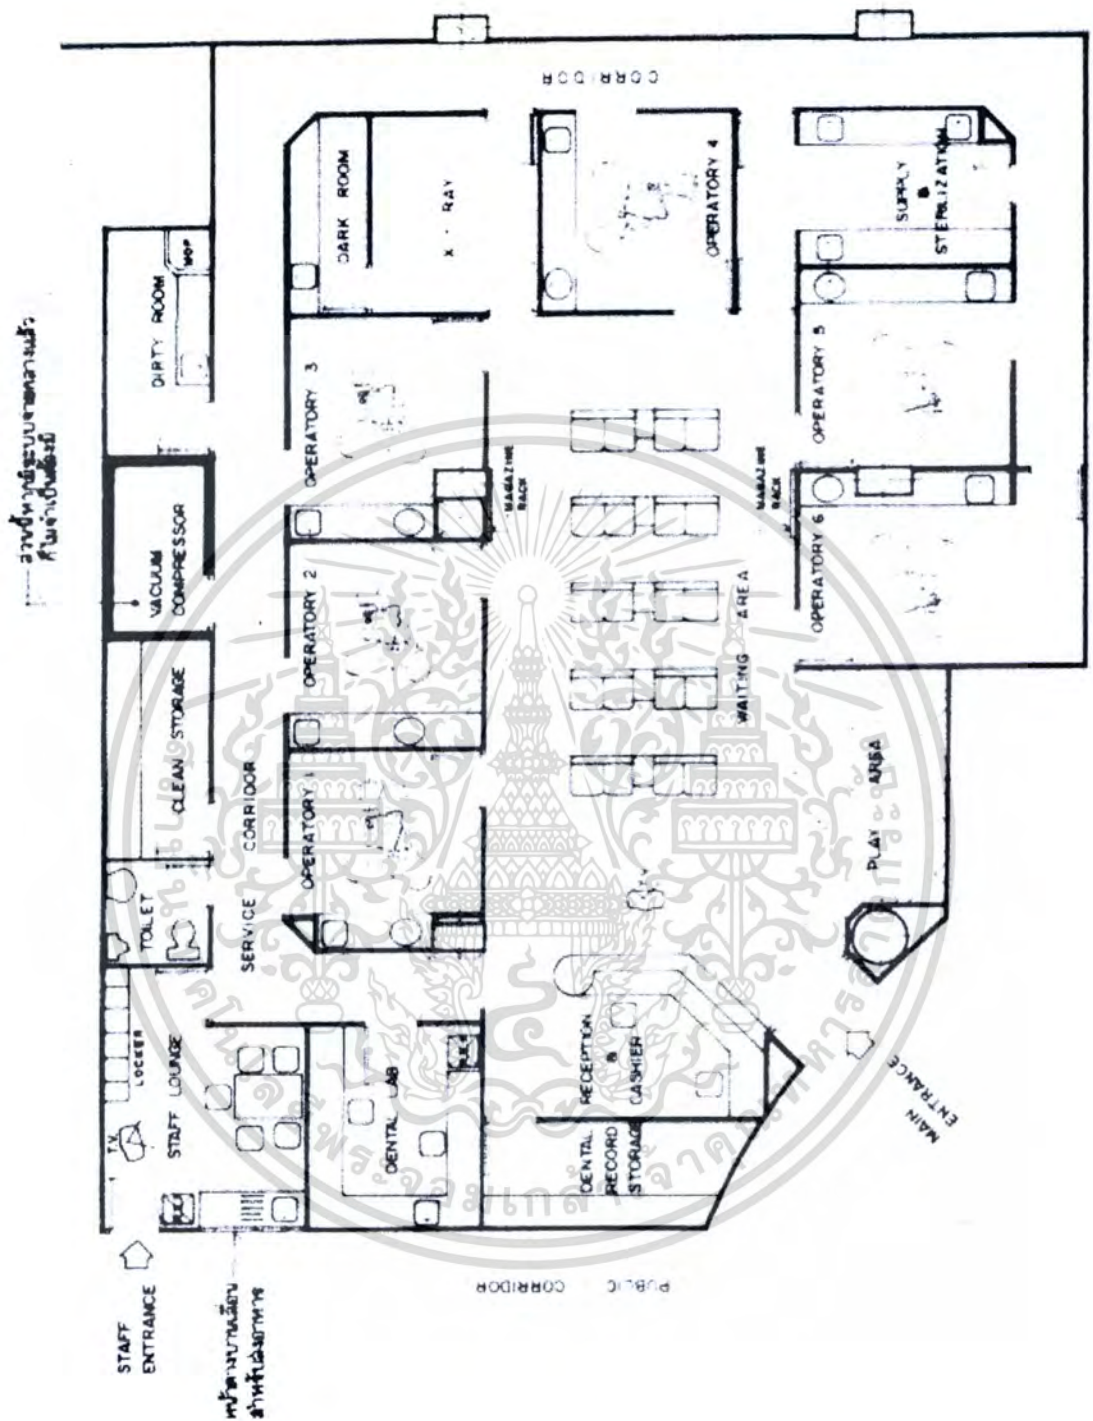 STAFF
ENTRANCE
T.V.
LOCKER
STAFF LOUNGE
TOILET
CLEAN STORAGE
VACUUM
COMPRESSOR
DIRTY ROOM
MOP
SERVICE CORRIDOR
DENTAL LAB
OPERATORY 1
OPERATORY 2
OPERATORY 3
DARK ROOM
X - RAY
CORRIDOR
DENTAL
RECORD
STORAGE
RECEPTION
&
CASHIER
MAGAZINE
RACK
OPERATORY 4
WAITING AREA
MAGAZINE
RACK
PLAY AREA
OPERATORY 6
OPERATORY 5
SUPPLY
&
STERILIZATION
MAIN
ENTRANCE
PUBLIC CORRIDOR